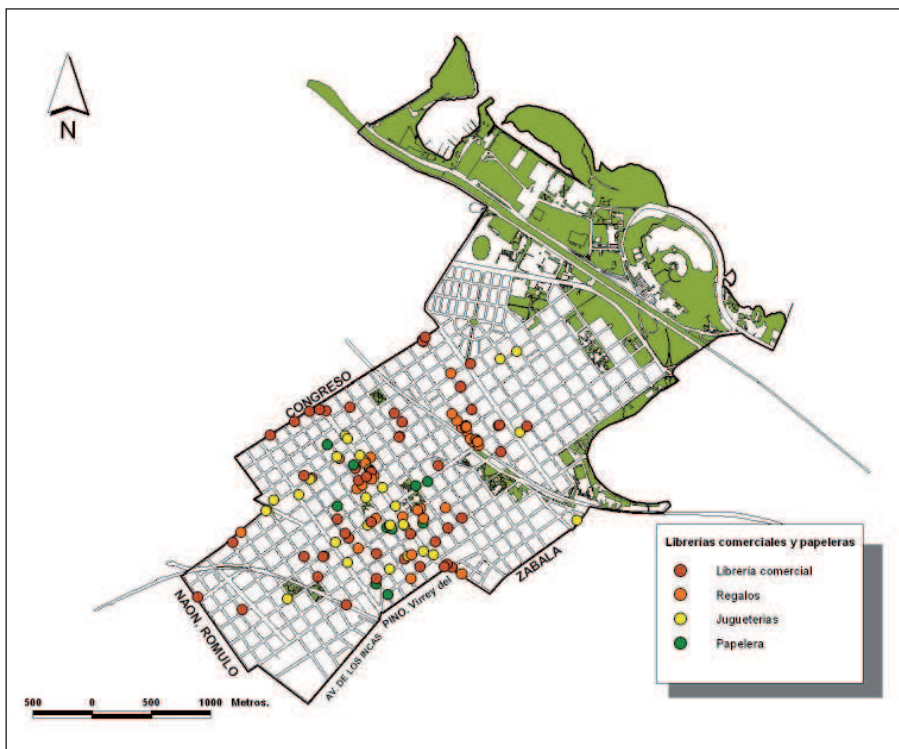 N
CONGRESO
ZABALA
PINO. Virrey del
NAON. ROMULO
AV. DE LOS INCAS
Librerías comerciales y papeleras
Librería comercial
Regalos
Jugueterías
Papelera
500 0 500 1000 Metros.